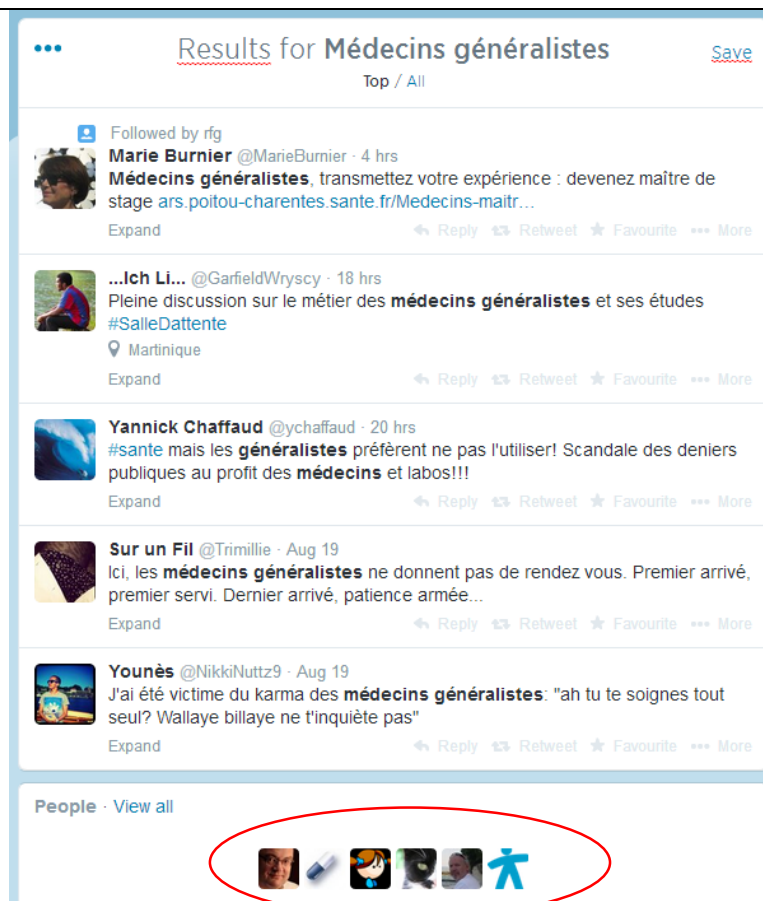 Results for Médecins généralistes
Save
Top / All
Followed by rfg
Marie Burnier @MarieBurnier · 4 hrs
Médecins généralistes, transmettez votre expérience : devenez maître de
stage ars.poitou-charentes.sante.fr/Medecins-maitr…
Expand Reply Retweet Favourite More
...Ich Li... @GarfieldWryscy · 18 hrs
Pleine discussion sur le métier des médecins généralistes et ses études
#SalleDattente
Martinique
Expand Reply Retweet Favourite More
Yannick Chaffaud @ychaffaud · 20 hrs
#sante mais les généralistes préfèrent ne pas l'utiliser! Scandale des deniers
publiques au profit des médecins et labos!!!
Expand Reply Retweet Favourite More
Sur un Fil @Trimillie · Aug 19
Ici, les médecins généralistes ne donnent pas de rendez vous. Premier arrivé,
premier servi. Dernier arrivé, patience armée...
Expand Reply Retweet Favourite More
Younès @NikkiNuttz9 · Aug 19
J'ai été victime du karma des médecins généralistes: "ah tu te soignes tout
seul? Wallaye billaye ne t'inquiète pas"
Expand Reply Retweet Favourite More
People · View all